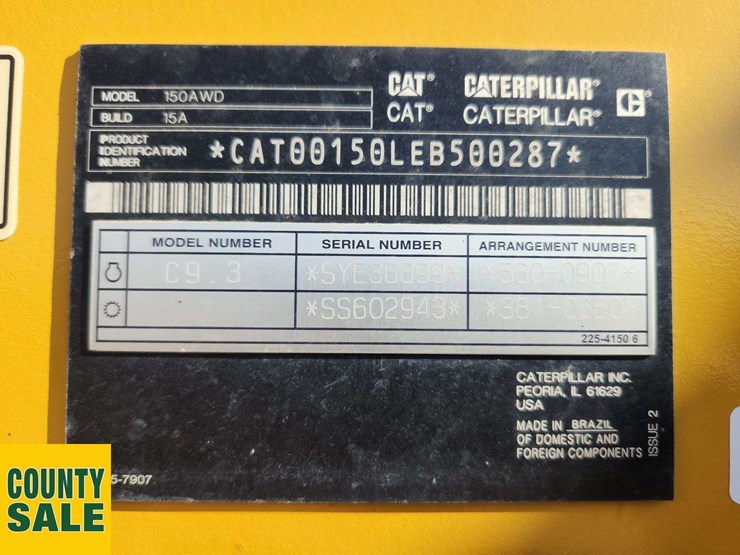 CAT® CATERPILLAR®
CAT® CATERPILLAR®
MODEL 150AWD
BUILD 15A
PRODUCT IDENTIFICATION NUMBER *CAT00150LEB500287*
MODEL NUMBER SERIAL NUMBER ARRANGEMENT NUMBER
C9.3
*SS602943*
225-4150 6
CATERPILLAR INC.
PEORIA, IL 61629
USA
MADE IN BRAZIL
OF DOMESTIC AND
FOREIGN COMPONENTS
ISSUE 2
5-7907
COUNTY
SALE